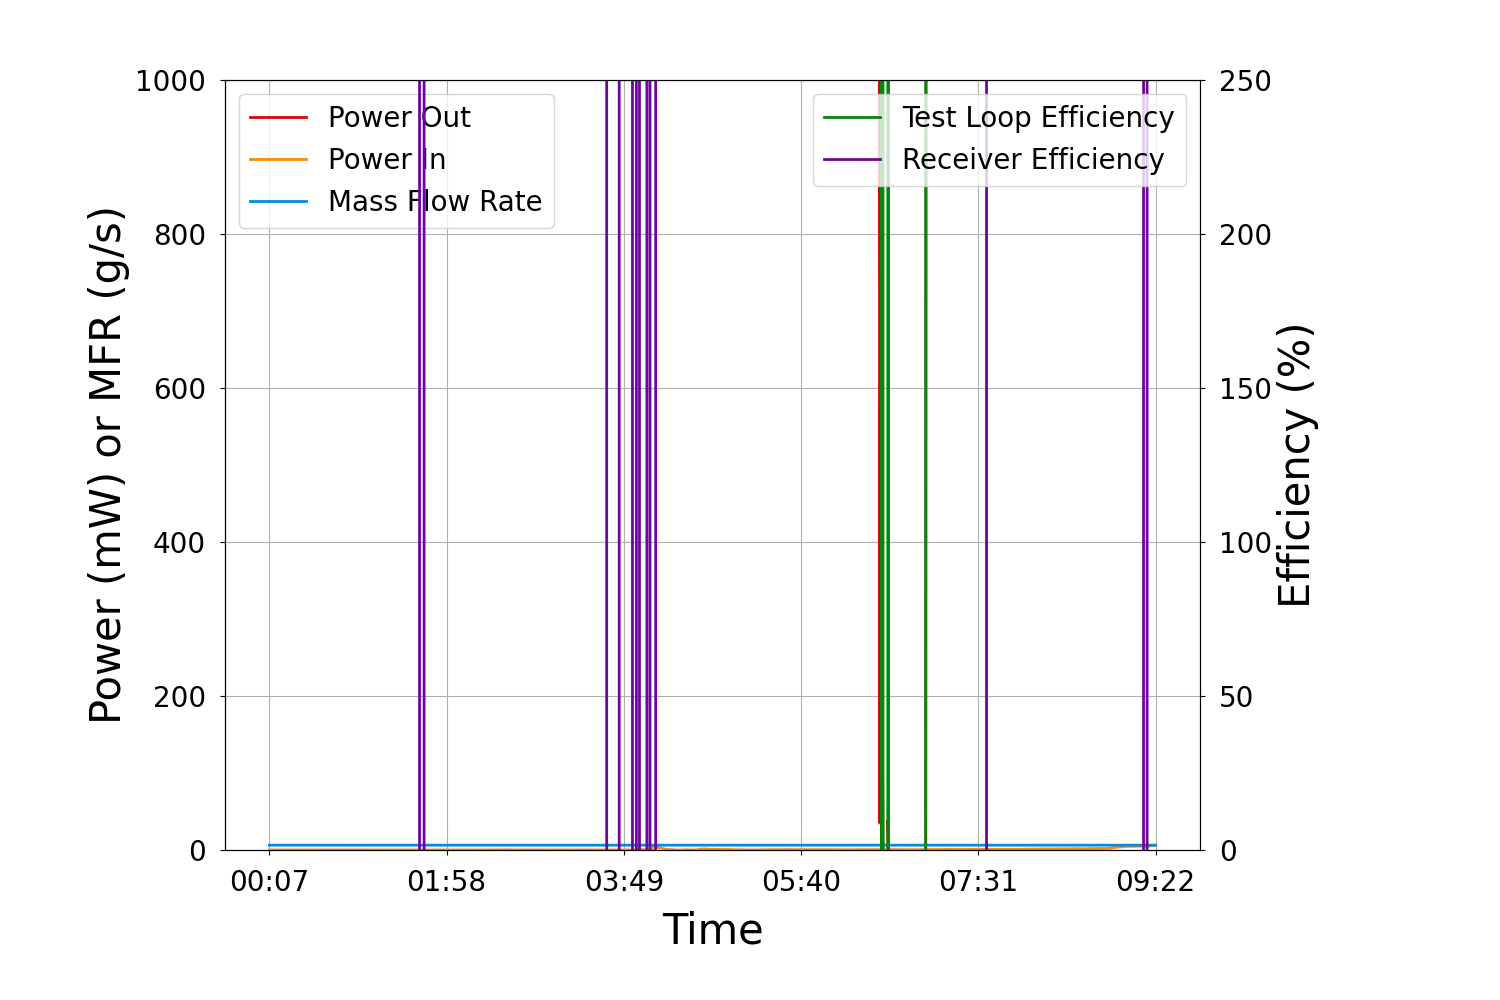 1000
800
600
400
200
0
Power (mW) or MFR (g/s)
Power Out
Power In
Mass Flow Rate
Test Loop Efficiency
Receiver Efficiency
250
200
150
100
50
0
Efficiency (%)
00:07 01:58 03:49 05:40 07:31 09:22
Time